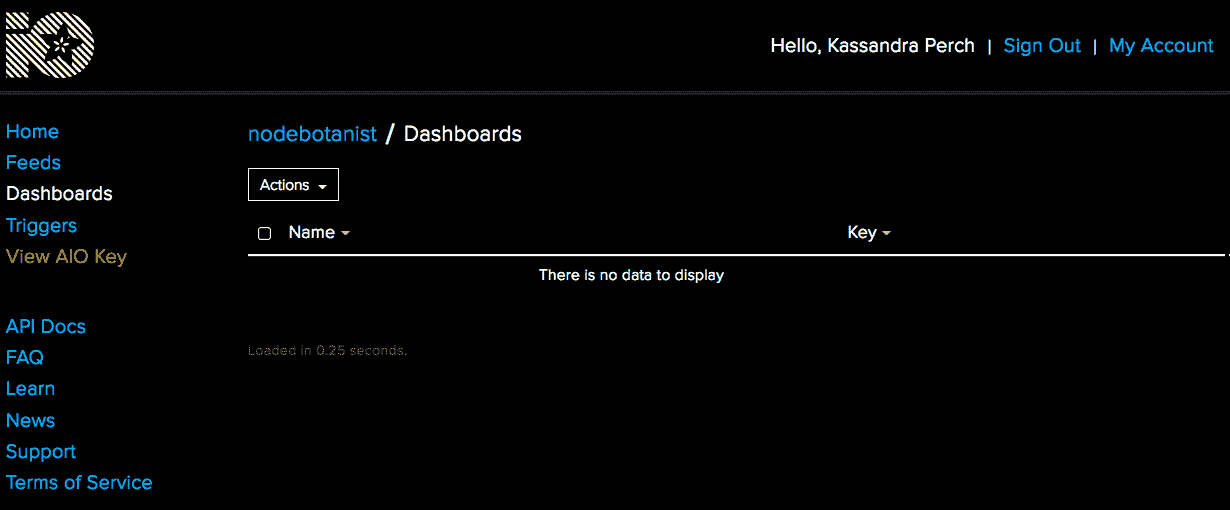 iO
Hello, Kassandra Perch | Sign Out | My Account
Home
Feeds
Dashboards
Triggers
View AIO Key
API Docs
FAQ
Learn
News
Support
Terms of Service
nodebotanist / Dashboards
Actions
Name Key
There is no data to display
Loaded in 0.25 seconds.